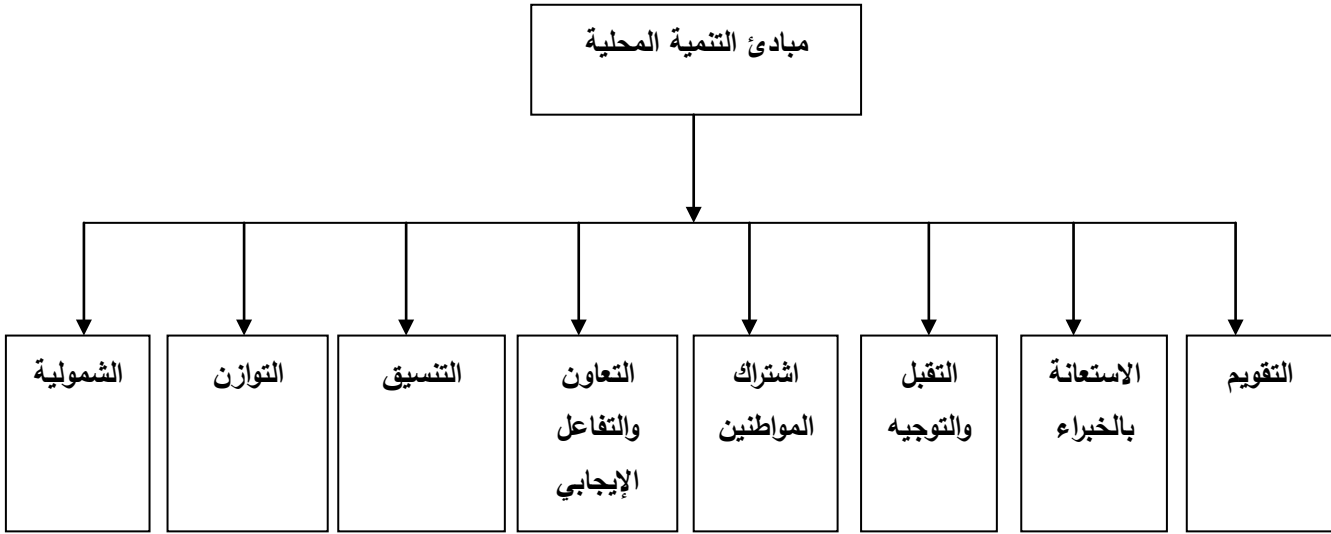 مبادئ التنمية المحلية
التقويم
الاستعانة
بالخبراء
التقبل
والتوجيه
اشتراك
المواطنين
التعاون
والتفاعل
الإيجابي
التنسيق
التوازن
الشمولية